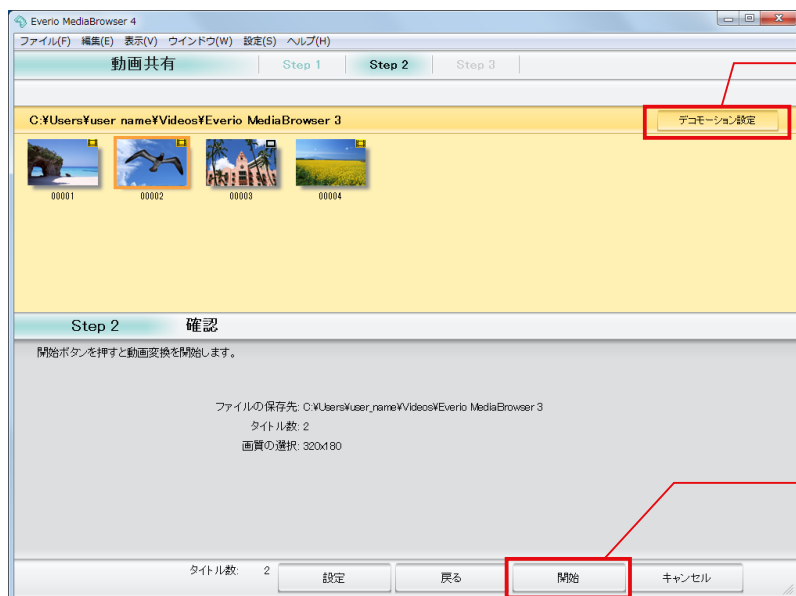 Everio MediaBrowser 4
ファイル(F) 編集(E) 表示(V) ウインドウ(W) 設定(S) ヘルプ(H)
動画共有 Step 1 Step 2 Step 3
C:¥Users¥user name¥Videos¥Everio MediaBrowser 3 デコモーション設定
00001 00002 00003 00004
Step 2 確認
開始ボタンを押すと動画変換を開始します。
ファイルの保存先: C:¥Users¥user_name¥Videos¥Everio MediaBrowser 3
タイトル数: 2
画質の選択: 320x180
タイトル数: 2 設定 戻る 開始 キャンセル